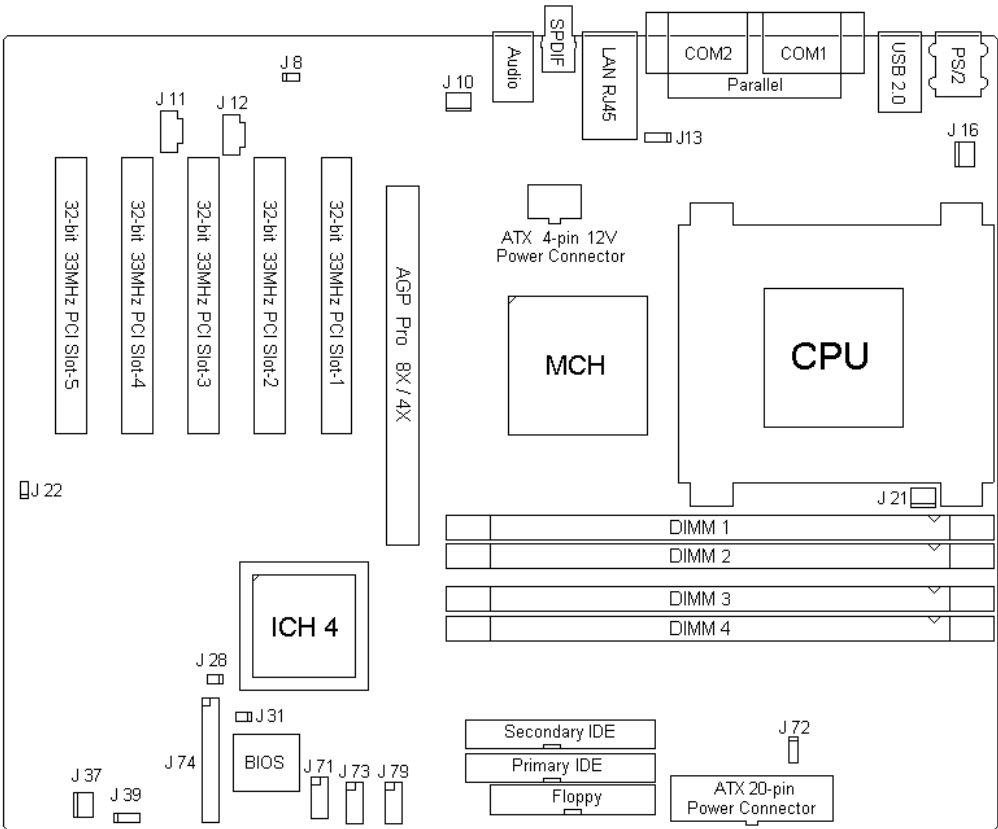 SPDIF
Audio
LAN RJ45
COM2
COM1
Parallel
USB 2.0
PS/2
J 8
J 10
J 11
J 12
J13
J 16
32-bit 33MHz PCI Slot-5
32-bit 33MHz PCI Slot-4
32-bit 33MHz PCI Slot-3
32-bit 33MHz PCI Slot-2
32-bit 33MHz PCI Slot-1
AGP Pro 8X / 4X
ATX 4-pin 12V
Power Connector
MCH
CPU
J 22
J 21
DIMM 1
DIMM 2
DIMM 3
DIMM 4
ICH 4
J 28
J 31
J 74
BIOS
J 71
J 73
J 79
J 37
J 39
Secondary IDE
Primary IDE
Floppy
J 72
ATX 20-pin
Power Connector